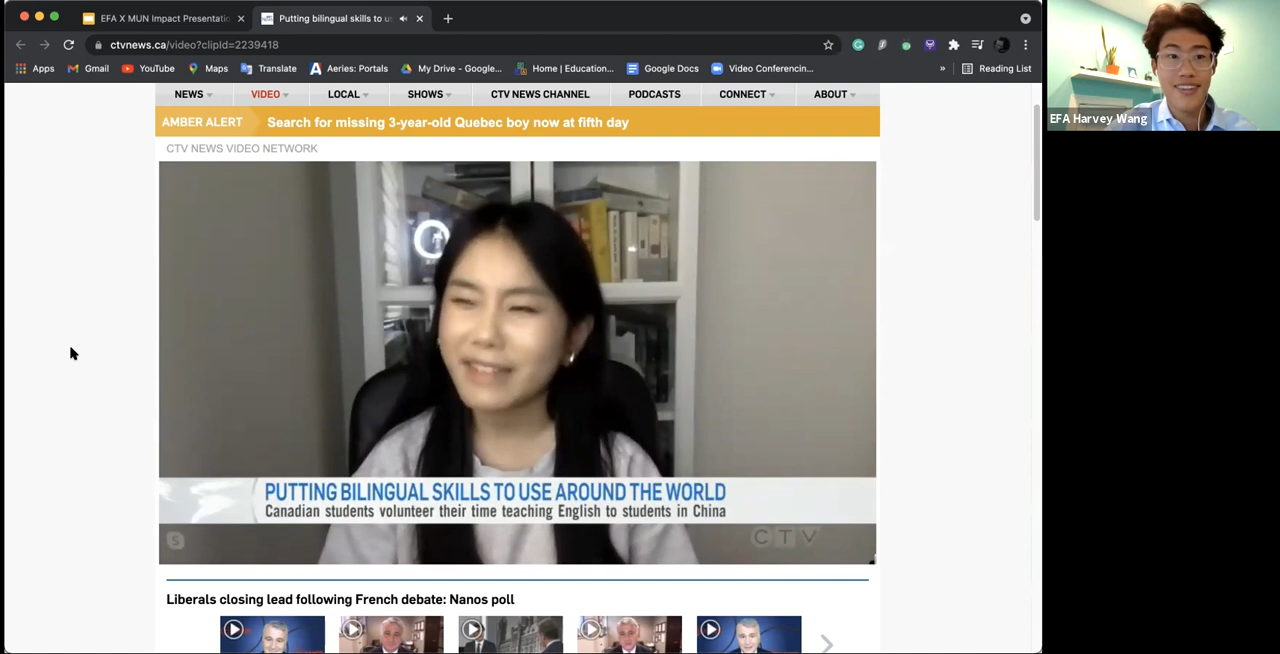 EFA X MUN Impact Presentatio
Putting bilingual skills to us
ctvnews.ca/video?clipId=2239418
Apps Gmail YouTube Maps Translate Aeries: Portals My Drive - Google... Home | Education... Google Docs Video Conferencin... » Reading List
EFA Harvey Wang
NEWS VIDEO LOCAL SHOWS CTV NEWS CHANNEL PODCASTS CONNECT ABOUT
AMBER ALERT Search for missing 3-year-old Quebec boy now at fifth day
CTV NEWS VIDEO NETWORK
PUTTING BILINGUAL SKILLS TO USE AROUND THE WORLD
Canadian students volunteer their time teaching English to students in China
CTV
Liberals closing lead following French debate: Nanos poll